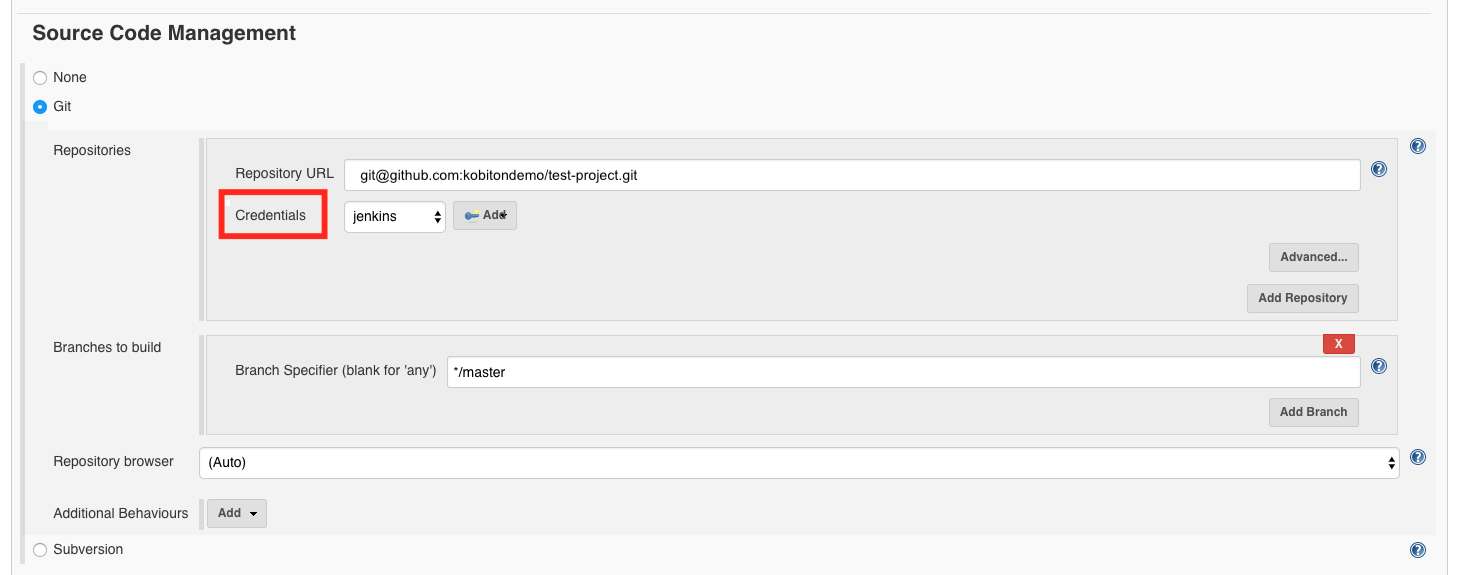 Source Code Management
None
Git
Repositories
Repository URL git@github.com:kobitondemo/test-project.git
Credentials jenkins Add
Advanced...
Add Repository
Branches to build
X
Branch Specifier (blank for 'any') */master
Add Branch
Repository browser (Auto)
Additional Behaviours Add
Subversion